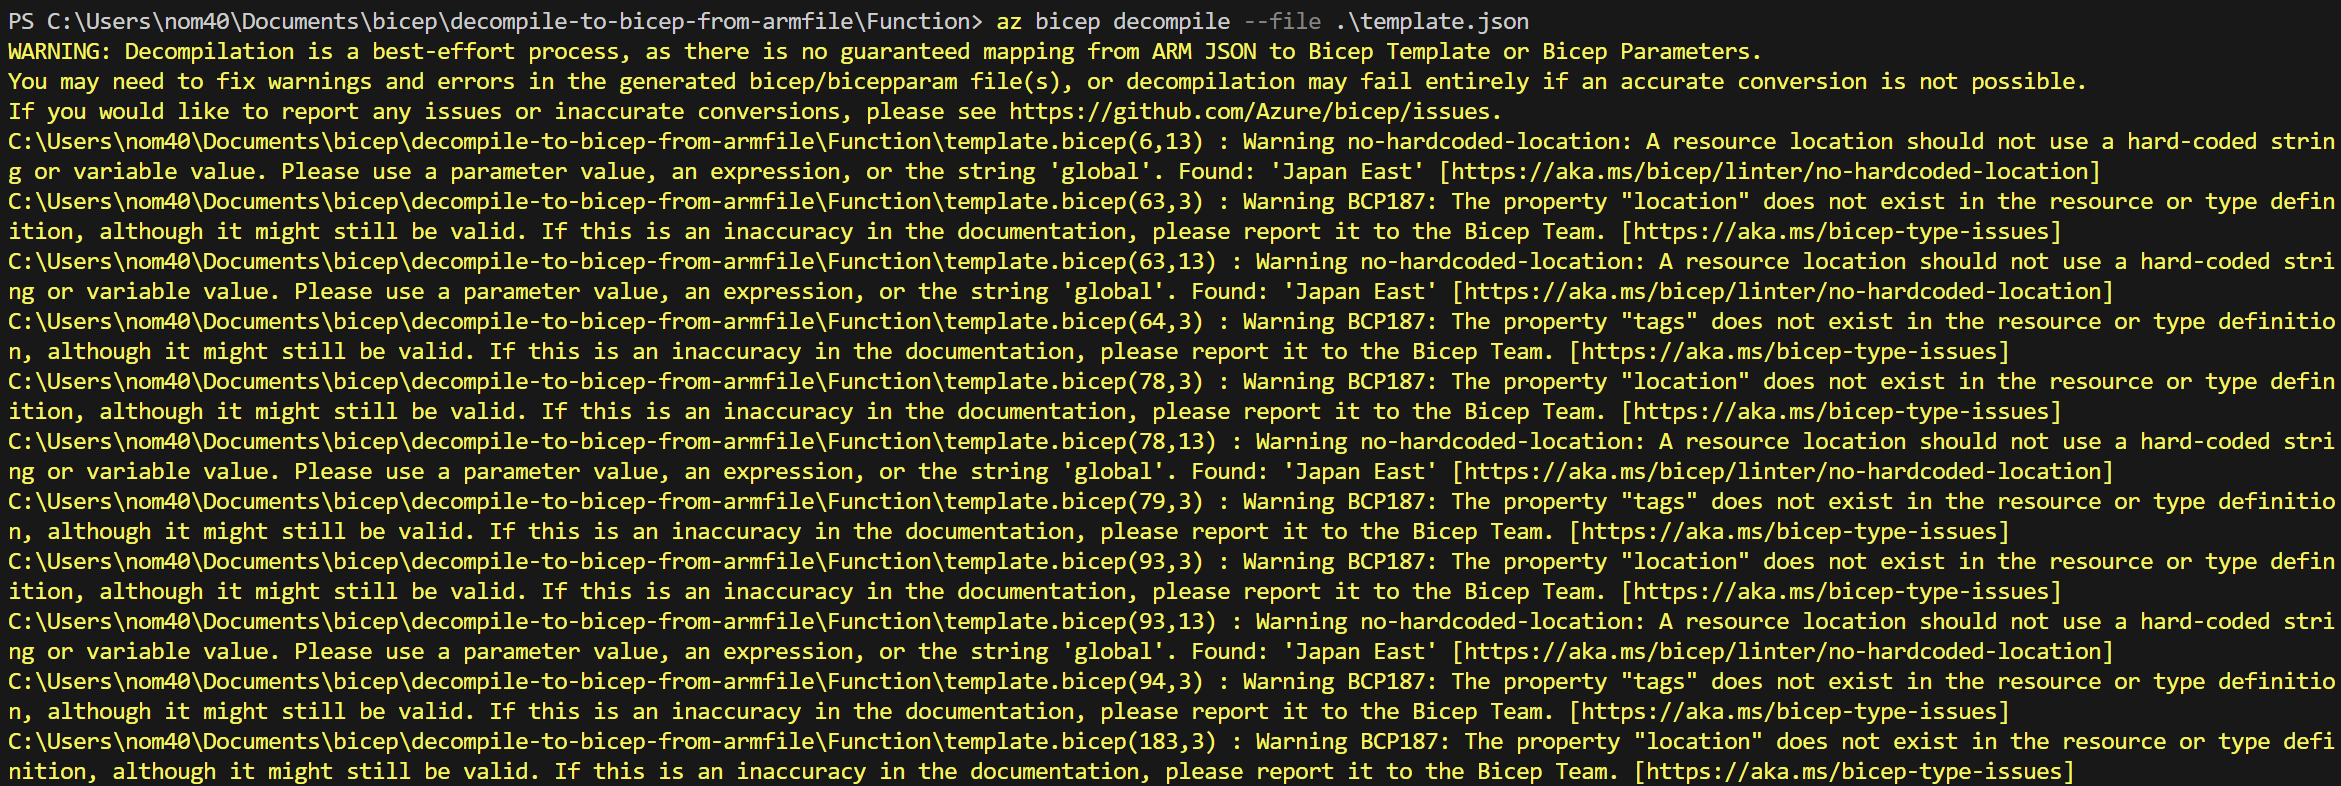 PS C:\Users\nom40\Documents\bicep\decompile-to-bicep-from-armfile\Function> az bicep decompile --file .\template.json
WARNING: Decompilation is a best-effort process, as there is no guaranteed mapping from ARM JSON to Bicep Template or Bicep Parameters.
You may need to fix warnings and errors in the generated bicep/bicepparam file(s), or decompilation may fail entirely if an accurate conversion is not possible.
If you would like to report any issues or inaccurate conversions, please see https://github.com/Azure/bicep/issues.
C:\Users\nom40\Documents\bicep\decompile-to-bicep-from-armfile\Function\template.bicep(6,13) : Warning no-hardcoded-location: A resource location should not use a hard-coded strin
g or variable value. Please use a parameter value, an expression, or the string 'global'. Found: 'Japan East' [https://aka.ms/bicep/linter/no-hardcoded-location]
C:\Users\nom40\Documents\bicep\decompile-to-bicep-from-armfile\Function\template.bicep(63,3) : Warning BCP187: The property "location" does not exist in the resource or type defin
ition, although it might still be valid. If this is an inaccuracy in the documentation, please report it to the Bicep Team. [https://aka.ms/bicep-type-issues]
C:\Users\nom40\Documents\bicep\decompile-to-bicep-from-armfile\Function\template.bicep(63,13) : Warning no-hardcoded-location: A resource location should not use a hard-coded stri
ng or variable value. Please use a parameter value, an expression, or the string 'global'. Found: 'Japan East' [https://aka.ms/bicep/linter/no-hardcoded-location]
C:\Users\nom40\Documents\bicep\decompile-to-bicep-from-armfile\Function\template.bicep(64,3) : Warning BCP187: The property "tags" does not exist in the resource or type definitio
n, although it might still be valid. If this is an inaccuracy in the documentation, please report it to the Bicep Team. [https://aka.ms/bicep-type-issues]
C:\Users\nom40\Documents\bicep\decompile-to-bicep-from-armfile\Function\template.bicep(78,3) : Warning BCP187: The property "location" does not exist in the resource or type defin
ition, although it might still be valid. If this is an inaccuracy in the documentation, please report it to the Bicep Team. [https://aka.ms/bicep-type-issues]
C:\Users\nom40\Documents\bicep\decompile-to-bicep-from-armfile\Function\template.bicep(78,13) : Warning no-hardcoded-location: A resource location should not use a hard-coded stri
ng or variable value. Please use a parameter value, an expression, or the string 'global'. Found: 'Japan East' [https://aka.ms/bicep/linter/no-hardcoded-location]
C:\Users\nom40\Documents\bicep\decompile-to-bicep-from-armfile\Function\template.bicep(79,3) : Warning BCP187: The property "tags" does not exist in the resource or type definitio
n, although it might still be valid. If this is an inaccuracy in the documentation, please report it to the Bicep Team. [https://aka.ms/bicep-type-issues]
C:\Users\nom40\Documents\bicep\decompile-to-bicep-from-armfile\Function\template.bicep(93,3) : Warning BCP187: The property "location" does not exist in the resource or type defin
ition, although it might still be valid. If this is an inaccuracy in the documentation, please report it to the Bicep Team. [https://aka.ms/bicep-type-issues]
C:\Users\nom40\Documents\bicep\decompile-to-bicep-from-armfile\Function\template.bicep(93,13) : Warning no-hardcoded-location: A resource location should not use a hard-coded stri
ng or variable value. Please use a parameter value, an expression, or the string 'global'. Found: 'Japan East' [https://aka.ms/bicep/linter/no-hardcoded-location]
C:\Users\nom40\Documents\bicep\decompile-to-bicep-from-armfile\Function\template.bicep(94,3) : Warning BCP187: The property "tags" does not exist in the resource or type definitio
n, although it might still be valid. If this is an inaccuracy in the documentation, please report it to the Bicep Team. [https://aka.ms/bicep-type-issues]
C:\Users\nom40\Documents\bicep\decompile-to-bicep-from-armfile\Function\template.bicep(183,3) : Warning BCP187: The property "location" does not exist in the resource or type defi
nition, although it might still be valid. If this is an inaccuracy in the documentation, please report it to the Bicep Team. [https://aka.ms/bicep-type-issues]